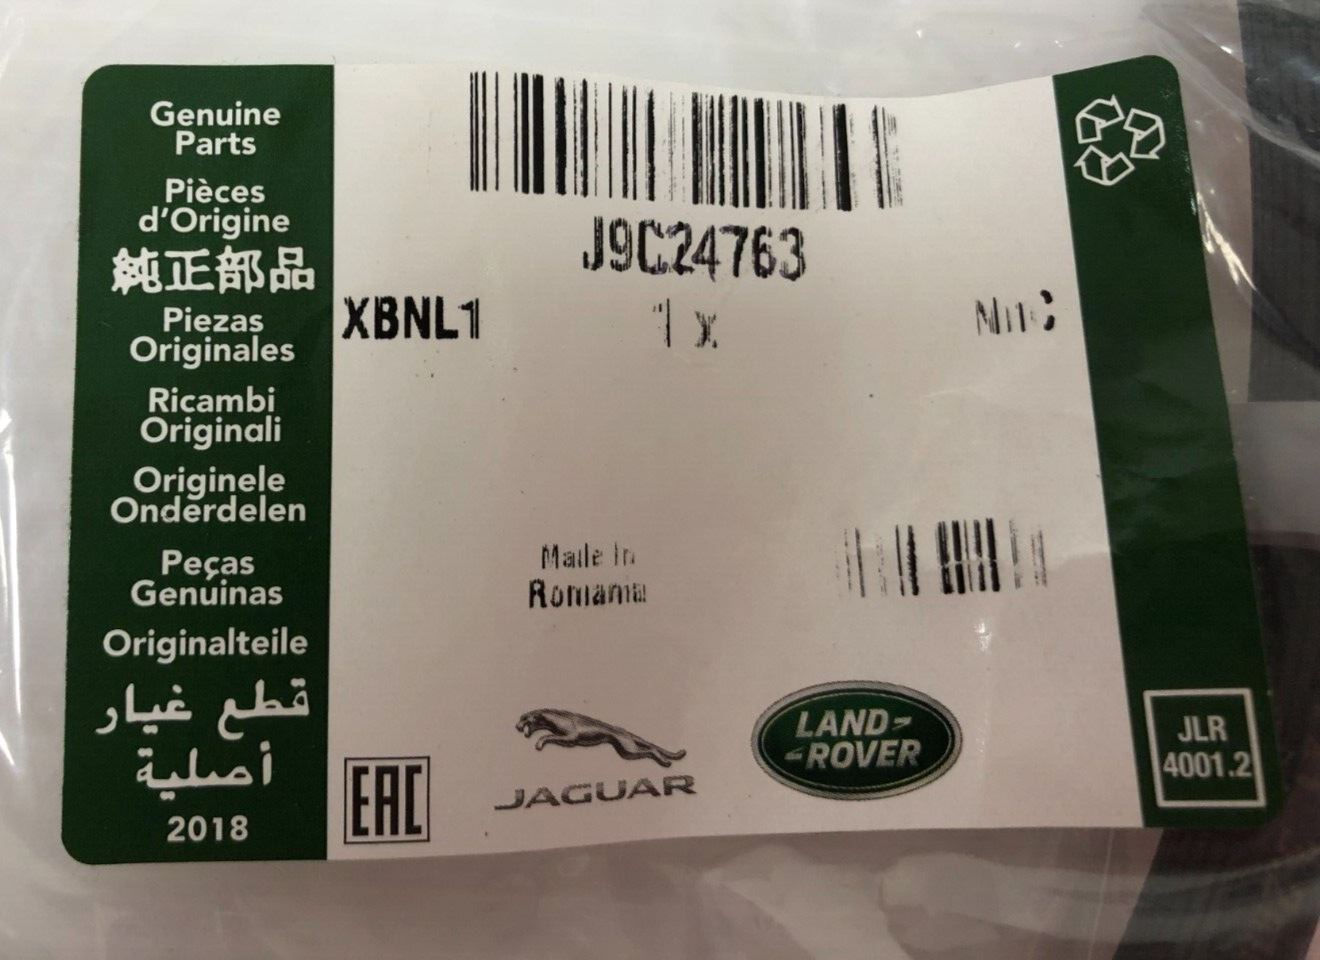 Genuine
Parts
Pièces
d'Origine
純正部品
Piezas
Originales
Ricambi
Originali
Originele
Onderdelen
Peças
Genuinas
Originalteile
قطع غيار
أصلية
2018
J9C24763
XBNL1
1 x
Made In
Romania
EAC
JAGUAR
LAND
ROVER
JLR
4001.2